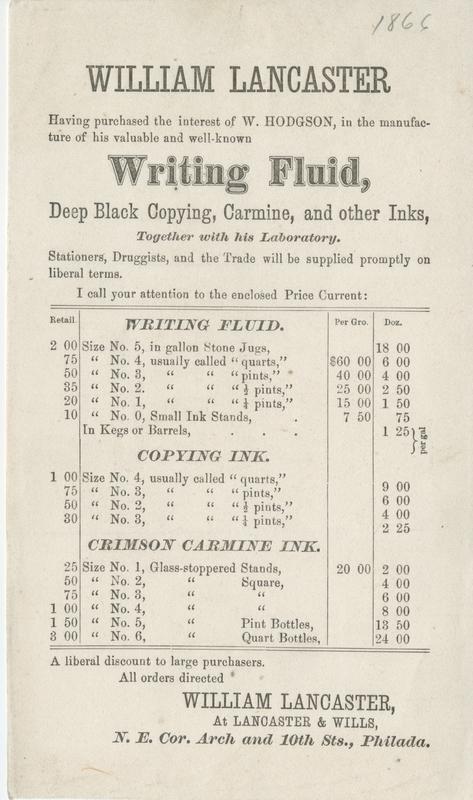 1866
WILLIAM LANCASTER
Having purchased the interest of W. HODGSON, in the manufac-
ture of his valuable and well-known
Writing Fluid,
Deep Black Copying, Carmine, and other Inks,
Together with his Laboratory.
Stationers, Druggists, and the Trade will be supplied promptly on
liberal terms.
I call your attention to the enclosed Price Current:
Retail. WRITING FLUID. Per Gro. Doz.
2 00 Size No. 5, in gallon Stone Jugs, 18 00
75 “ No. 4, usually called “ quarts,” $60 00 6 00
50 “ No. 3, “ “ “ pints,” 40 00 4 00
35 “ No. 2. “ “ “ ½ pints,” 25 00 2 50
20 “ No. 1, “ “ “ ¼ pints,” 15 00 1 50
10 “ No. 0, Small Ink Stands, . 7 50 75
In Kegs or Barrels, . . . 1 25 } per gal
COPYING INK.
1 00 Size No. 4, usually called “ quarts,” 9 00
75 “ No. 3, “ “ “ pints,” 6 00
50 “ No. 2, “ “ “ ½ pints,” 4 00
30 “ No. 3, “ “ “ ¼ pints,” 2 25
CRIMSON CARMINE INK.
25 Size No. 1, Glass-stoppered Stands, 20 00 2 00
50 “ No. 2, “ Square, 4 00
75 “ No. 3, “ “ 6 00
1 00 “ No. 4, “ “ 8 00
1 50 “ No. 5, “ Pint Bottles, 13 50
3 00 “ No. 6, “ Quart Bottles, 24 00
A liberal discount to large purchasers.
All orders directed
WILLIAM LANCASTER,
At LANCASTER & WILLS,
N. E. Cor. Arch and 10th Sts., Philada.